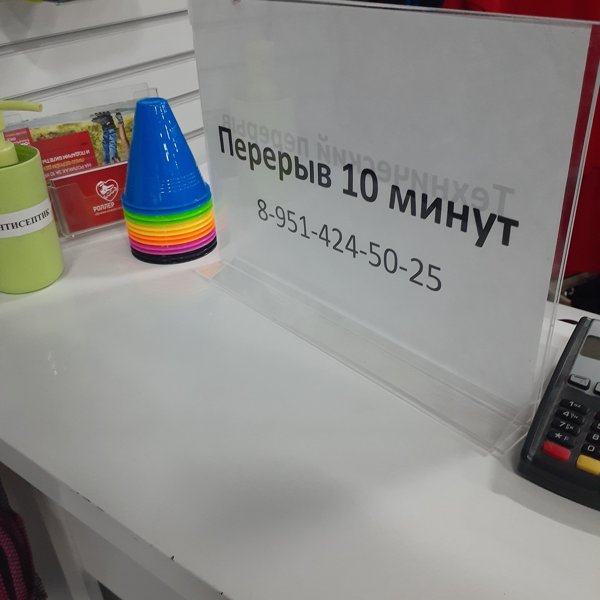 Технический перерыв
Перерыв 10 минут
8-951-424-50-25
АНТИСЕПТИК
РОЛЛЕР